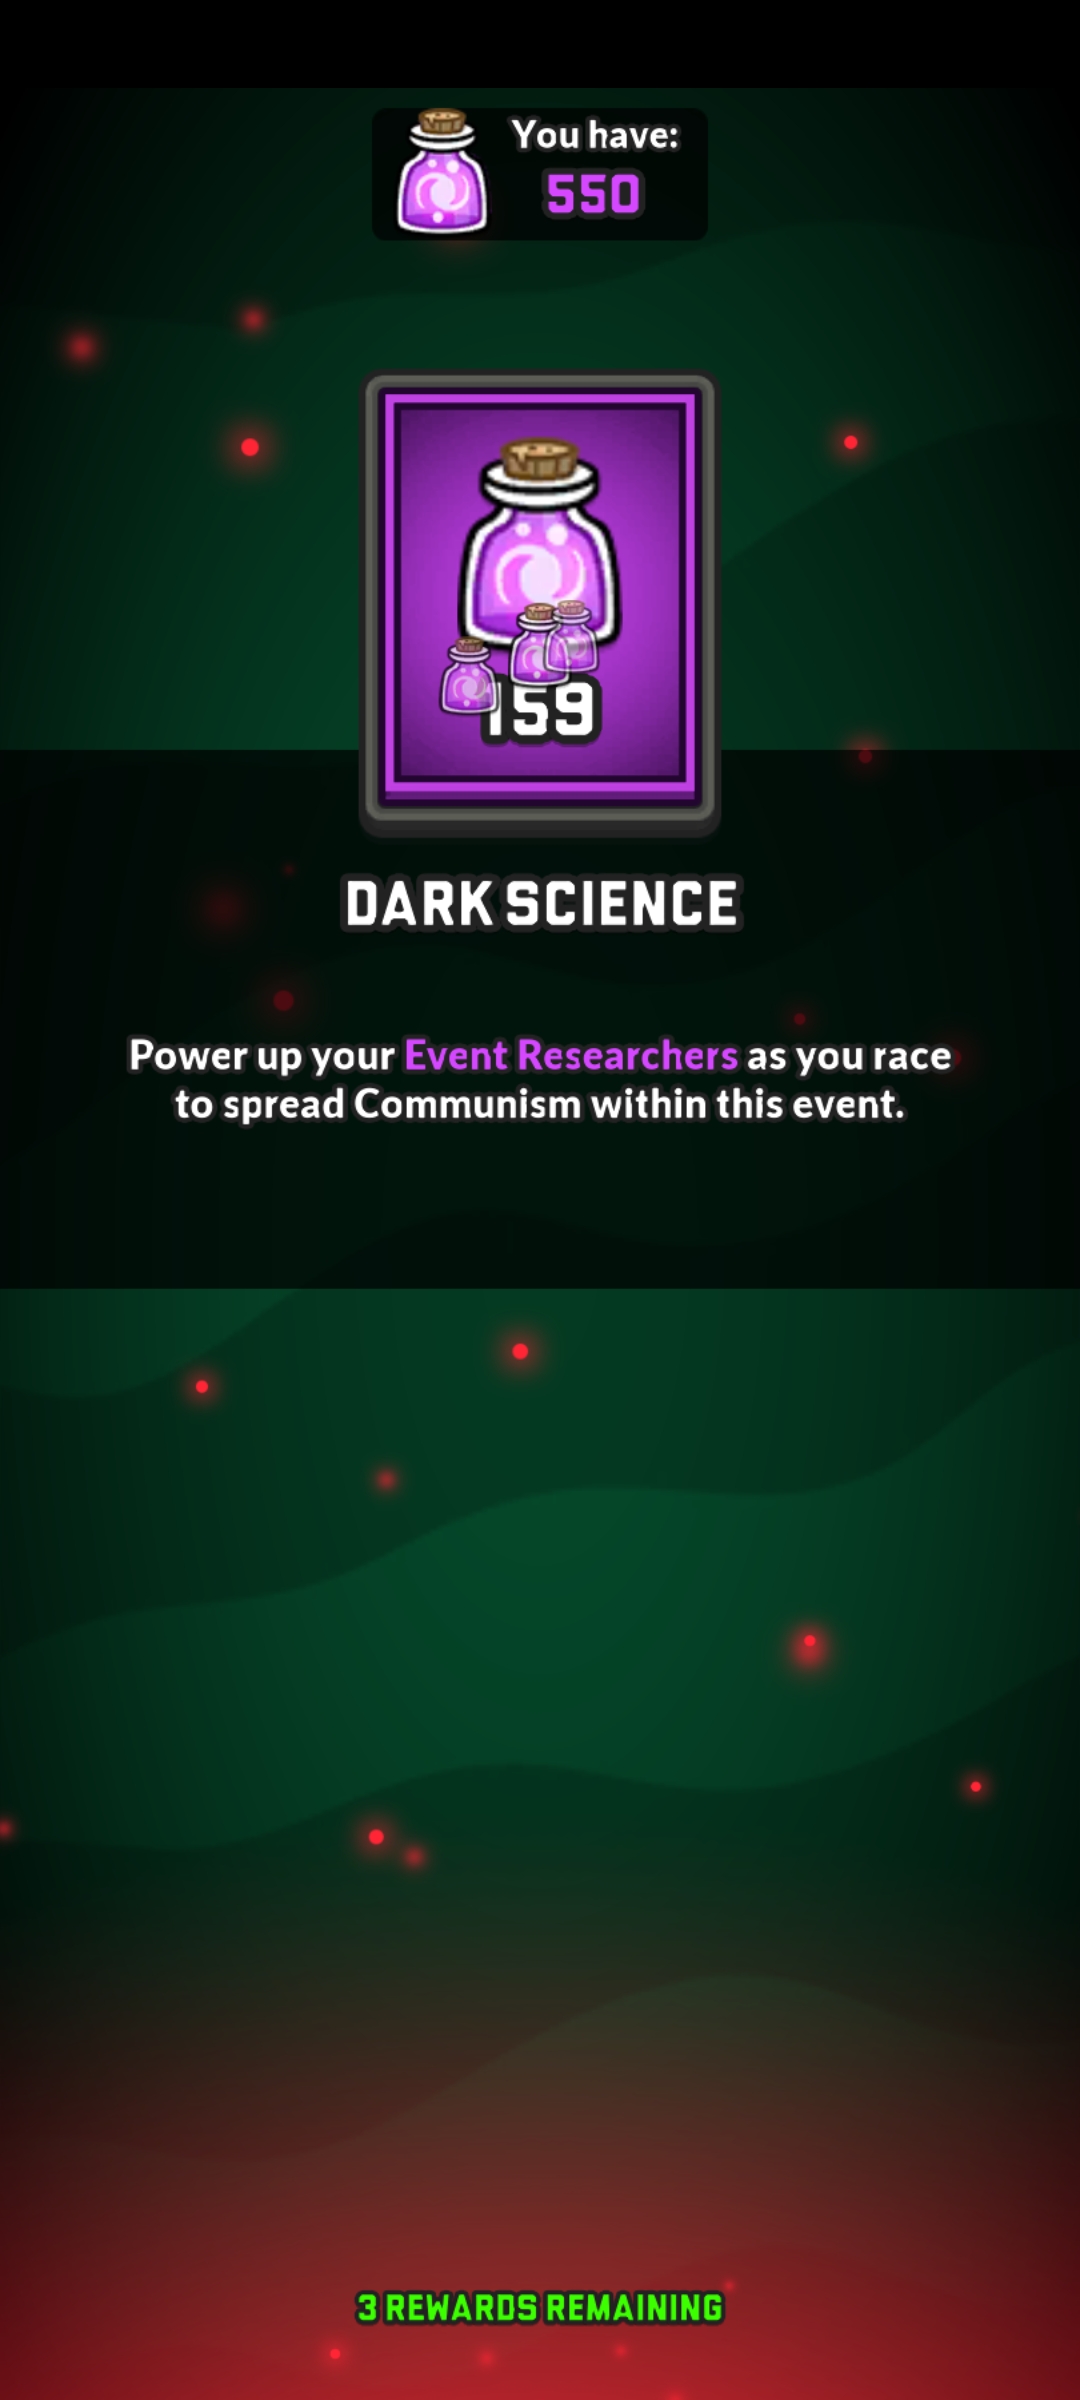 You have:
550
159
DARK SCIENCE
Power up your Event Researchers as you race
to spread Communism within this event.
3 REWARDS REMAINING